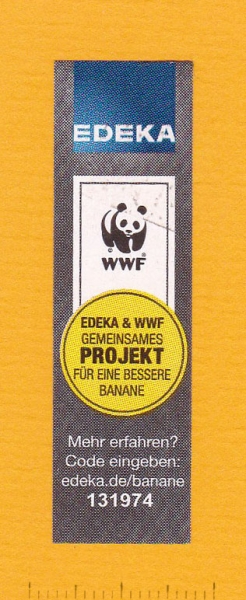 EDEKA
WWF
EDEKA & WWF
GEMEINSAMES
PROJEKT
FÜR EINE BESSERE
BANANE
Mehr erfahren?
Code eingeben:
edeka.de/banane
131974